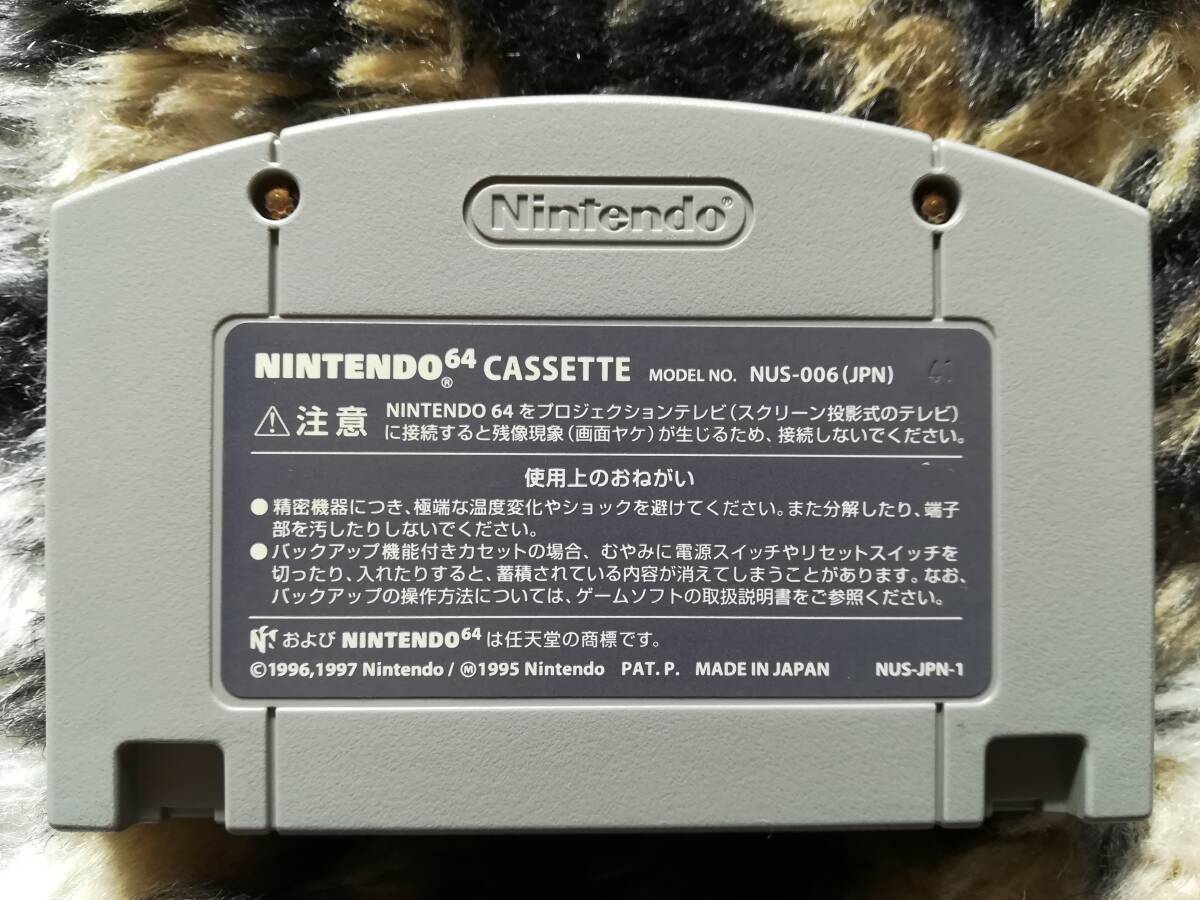 Nintendo®
NINTENDO®64 CASSETTE MODEL NO. NUS-006(JPN) 41
⚠注意 NINTENDO 64をプロジェクションテレビ(スクリーン投影式のテレビ)
に接続すると残像現象(画面ヤケ)が生じるため、接続しないでください。
使用上のおねがい
●精密機器につき、極端な温度変化やショックを避けてください。また分解したり、端子
部を汚したりしないでください。
●バックアップ機能付きカセットの場合、むやみに電源スイッチやリセットスイッチを
切ったり、入れたりすると、蓄積されている内容が消えてしまうことがあります。なお、
バックアップの操作方法については、ゲームソフトの取扱説明書をご参照ください。
および NINTENDO64 は任天堂の商標です。
©1996,1997 Nintendo/Ⓜ1995 Nintendo PAT.P. MADE IN JAPAN NUS-JPN-1